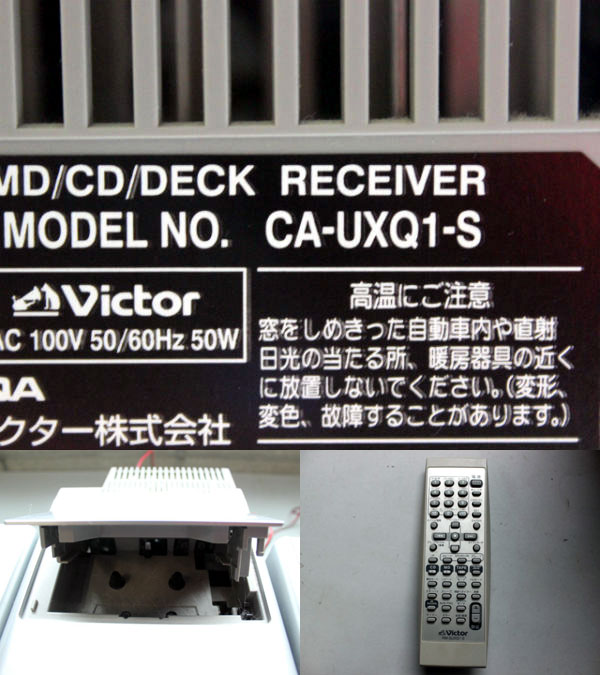 MD/CD/DECK RECEIVER
MODEL NO. CA-UXQ1-S
Victor
AC 100V 50/60Hz 50W
QA
クター株式会社
高温にご注意
窓をしめきった自動車内や直射
日光の当たる所、暖房器具の近く
に放置しないでください。(変形、
変色、故障することがあります。)
Victor